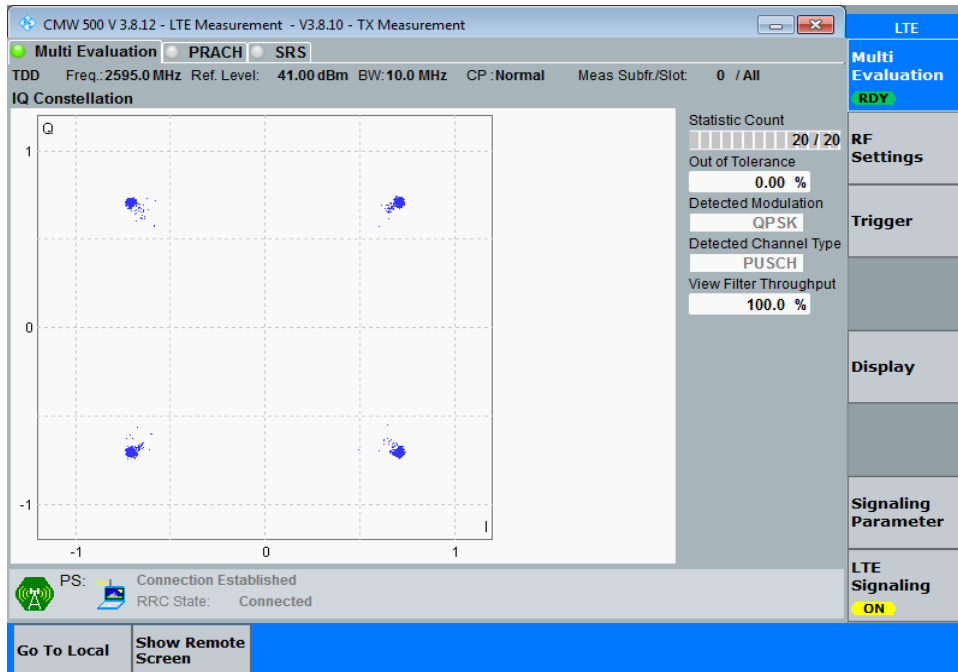 CMW 500 V 3.8.12 - LTE Measurement - V3.8.10 - TX Measurement
LTE
Multi Evaluation PRACH SRS
TDD Freq.: 2595.0 MHz Ref. Level: 41.00 dBm BW: 10.0 MHz CP : Normal Meas Subfr./Slot: 0 / All
IQ Constellation
Q
1
0
-1
-1 0 1
I
Statistic Count
20 / 20
Out of Tolerance
0.00 %
Detected Modulation
QPSK
Detected Channel Type
PUSCH
View Filter Throughput
100.0 %
Multi
Evaluation
RDY
RF
Settings
Trigger
Display
Signaling
Parameter
LTE
Signaling
ON
PS: Connection Established
RRC State: Connected
Go To Local
Show Remote
Screen